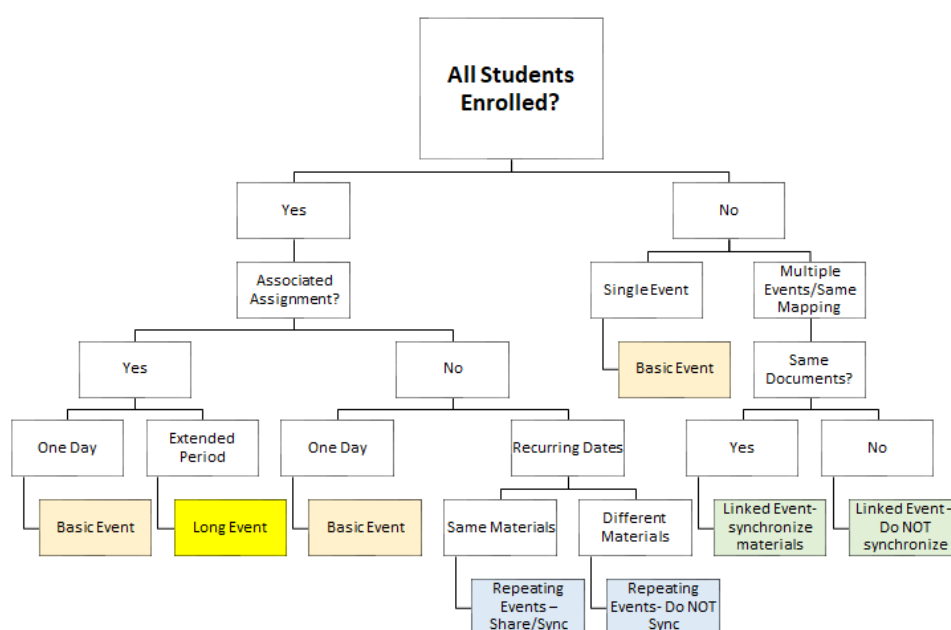 All Students
Enrolled?
Yes
No
Associated
Assignment?
Single Event
Multiple
Events/Same
Mapping
Yes
No
Basic Event
Same
Documents?
One Day
Extended
Period
One Day
Recurring Dates
Yes
No
Basic Event
Long Event
Basic Event
Same Materials
Different
Materials
Linked Event-
synchronize
materials
Linked Event –
Do NOT
synchronize
Repeating
Events –
Share/Sync
Repeating
Events- Do NOT
Sync